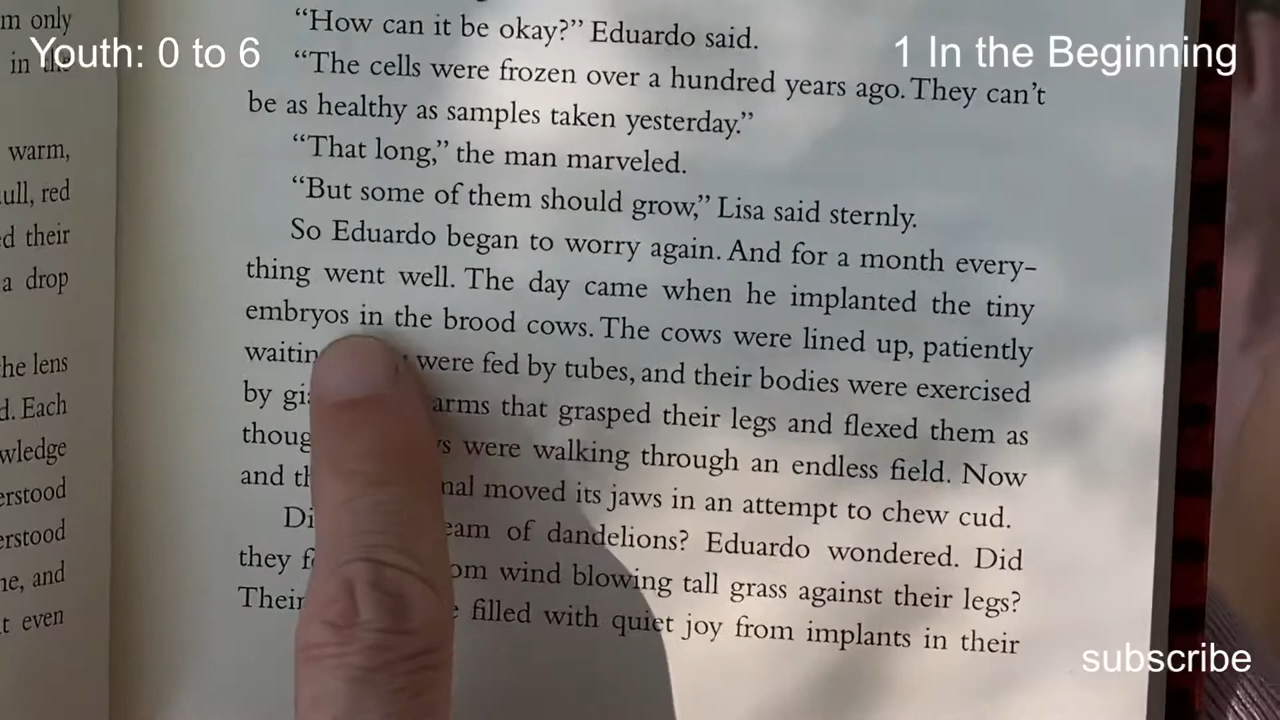 Youth: 0 to 6
1 In the Beginning
m only
in the
warm,
ull, red
d their
a drop
he lens
d. Each
wledge
erstood
erstood
ne, and
t even
“How can it be okay?” Eduardo said.
“The cells were frozen over a hundred years ago. They can’t
be as healthy as samples taken yesterday.”
“That long,” the man marveled.
“But some of them should grow,” Lisa said sternly.
So Eduardo began to worry again. And for a month every-
thing went well. The day came when he implanted the tiny
embryos in the brood cows. The cows were lined up, patiently
waitin were fed by tubes, and their bodies were exercised
by gi arms that grasped their legs and flexed them as
thoug s were walking through an endless field. Now
and th nal moved its jaws in an attempt to chew cud.
Di eam of dandelions? Eduardo wondered. Did
they f om wind blowing tall grass against their legs?
Their filled with quiet joy from implants in their
subscribe